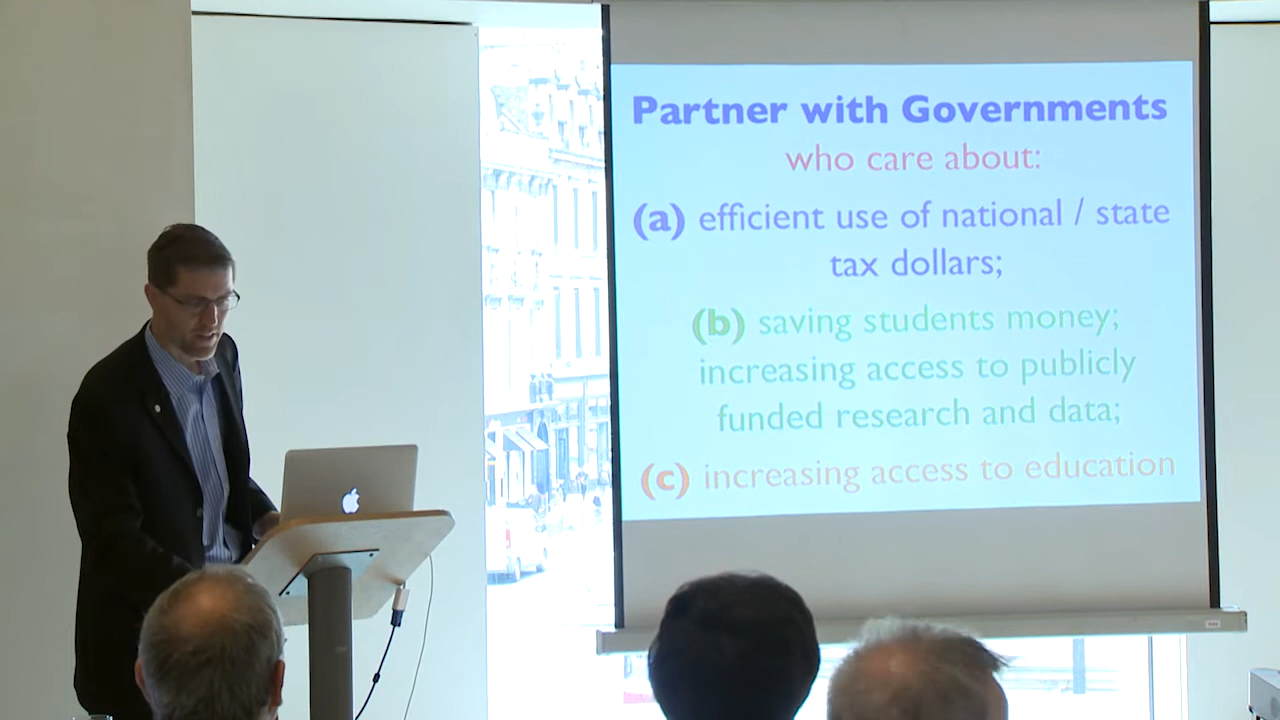 Partner with Governments
who care about:
(a) efficient use of national / state
tax dollars;
(b) saving students money;
increasing access to publicly
funded research and data;
(c) increasing access to education